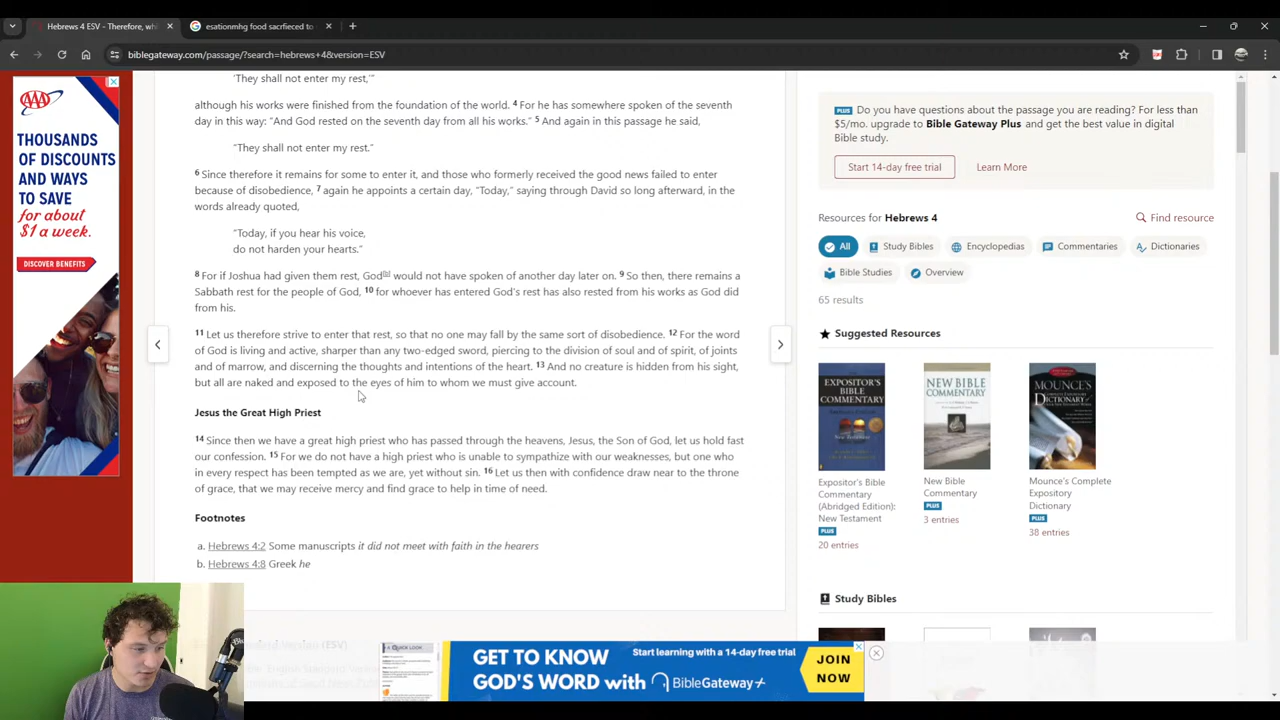 Hebrews 4 ESV - Therefore, wh
esationmhg food sacrfieced to
biblegateway.com/passage/?search=hebrews+4&version=ESV
'They shall not enter my rest,'"
although his works were finished from the foundation of the world. 4 For he has somewhere spoken of the seventh
day in this way: "And God rested on the seventh day from all his works." 5 And again in this passage he said,
"They shall not enter my rest."
6 Since therefore it remains for some to enter it, and those who formerly received the good news failed to enter
because of disobedience, 7 again he appoints a certain day, "Today," saying through David so long afterward, in the
words already quoted,
"Today, if you hear his voice,
do not harden your hearts."
8 For if Joshua had given them rest, God[b] would not have spoken of another day later on. 9 So then, there remains a
Sabbath rest for the people of God, 10 for whoever has entered God's rest has also rested from his works as God did
from his.
11 Let us therefore strive to enter that rest, so that no one may fall by the same sort of disobedience. 12 For the word
of God is living and active, sharper than any two-edged sword, piercing to the division of soul and of spirit, of joints
and of marrow, and discerning the thoughts and intentions of the heart. 13 And no creature is hidden from his sight,
but all are naked and exposed to the eyes of him to whom we must give account.
Jesus the Great High Priest
14 Since then we have a great high priest who has passed through the heavens, Jesus, the Son of God, let us hold fast
our confession. 15 For we do not have a high priest who is unable to sympathize with our weaknesses, but one who
in every respect has been tempted as we are, yet without sin. 16 Let us then with confidence draw near to the throne
of grace, that we may receive mercy and find grace to help in time of need.
Footnotes
a. Hebrews 4:2 Some manuscripts it did not meet with faith in the hearers
b. Hebrews 4:8 Greek he
AAA
THOUSANDS
OF DISCOUNTS
AND WAYS
TO SAVE
for about
$1 a week.
DISCOVER BENEFITS
PLUS Do you have questions about the passage you are reading? For less than
$5/mo. upgrade to Bible Gateway Plus and get the best value in digital
Bible study.
Start 14-day free trial
Learn More
Resources for Hebrews 4
Find resource
All
Study Bibles
Encyclopedias
Commentaries
Dictionaries
Bible Studies
Overview
65 results
Suggested Resources
EXPOSITOR'S
BIBLE
COMMENTARY
NEW BIBLE
COMMENTARY
MOUNCE'S
COMPLETE
EXPOSITORY
DICTIONARY
Expositor's Bible
Commentary
(Abridged Edition):
New Testament
PLUS
20 entries
New Bible
Commentary
PLUS
3 entries
Mounce's Complete
Expository
Dictionary
PLUS
38 entries
Study Bibles
A QUICK LOOK
GET TO KNOW
GOD'S WORD with
Start learning with a 14-day free trial
BibleGateway+
JOIN
NOW